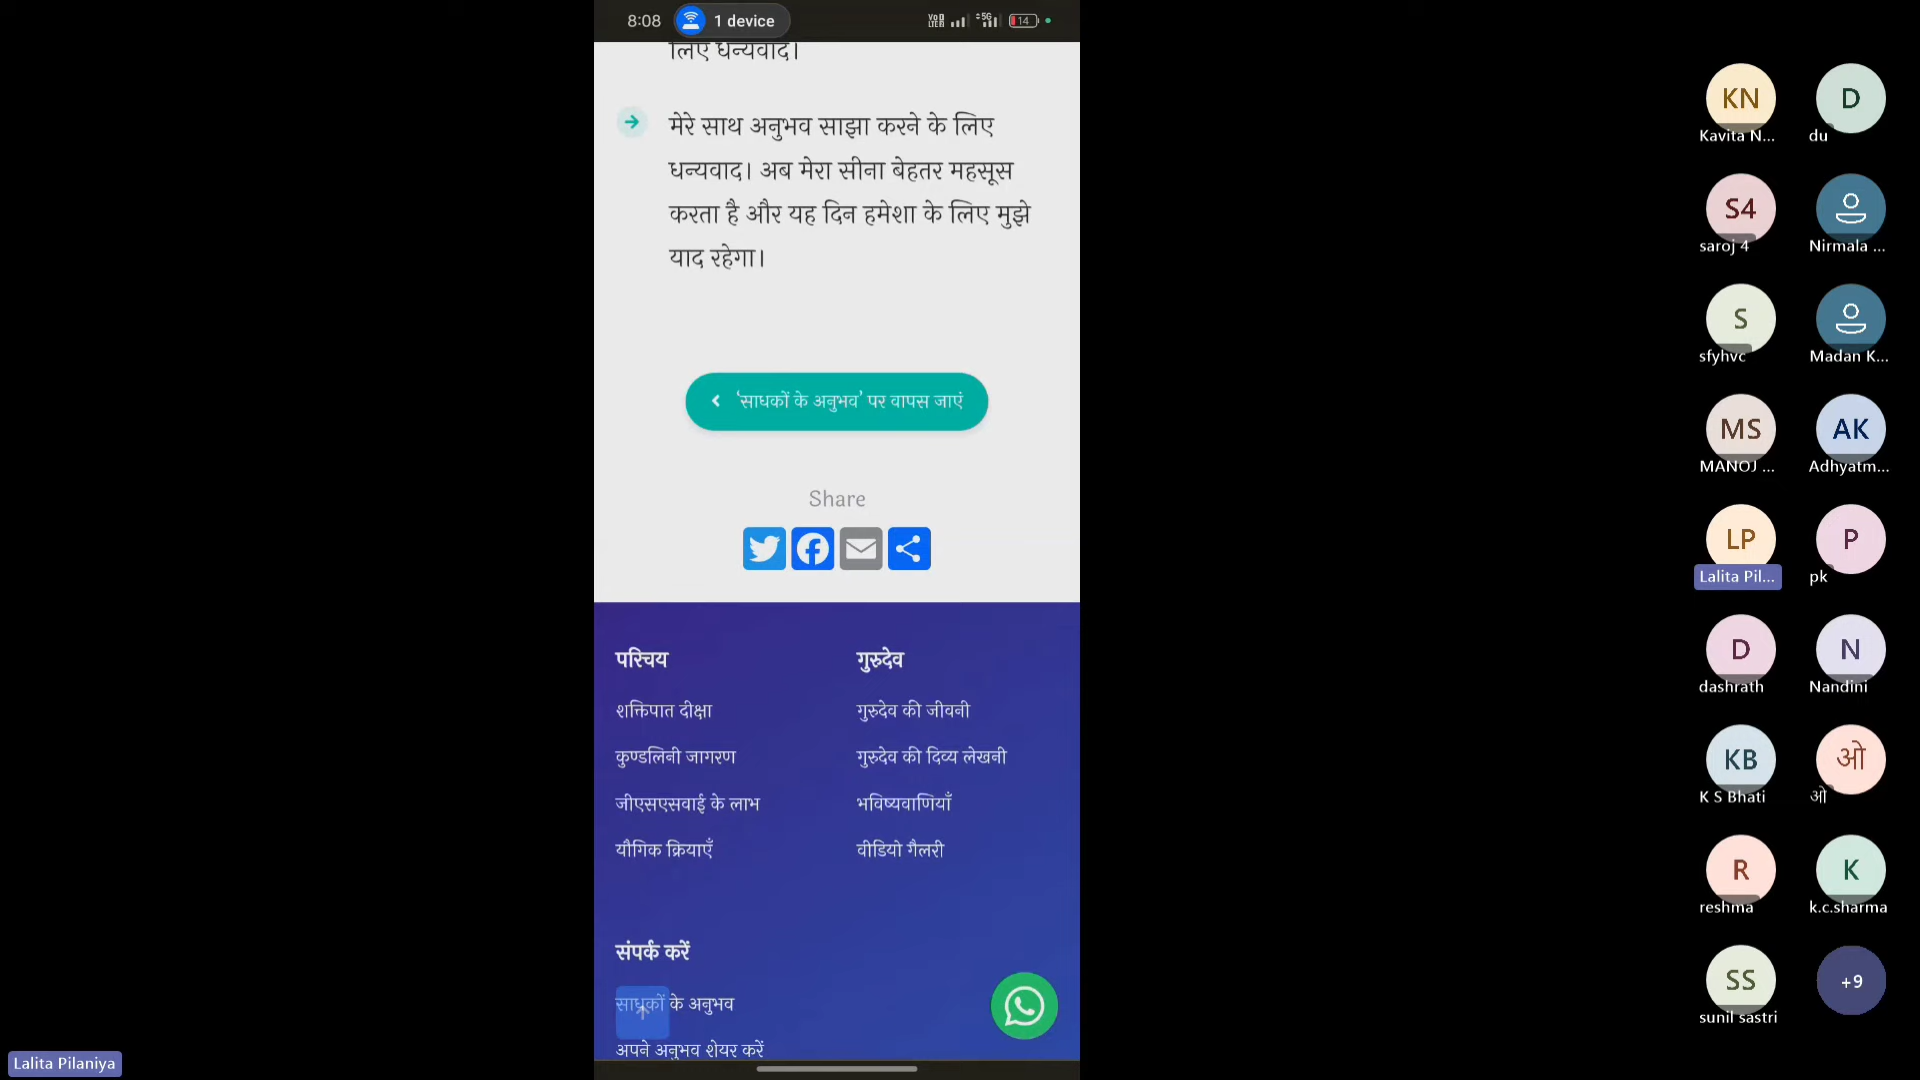 8:08
1 device
14
लिए धन्यवाद।
मेरे साथ अनुभव साझा करने के लिए
धन्यवाद। अब मेरा सीना बेहतर महसूस
करता है और यह दिन हमेशा के लिए मुझे
याद रहेगा।
‘साधकों के अनुभव’ पर वापस जाएं
Share
परिचय
शक्तिपात दीक्षा
कुण्डलिनी जागरण
जीएसएसवाई के लाभ
यौगिक क्रियाएँ
गुरुदेव
गुरुदेव की जीवनी
गुरुदेव की दिव्य लेखनी
भविष्यवाणियाँ
वीडियो गैलरी
संपर्क करें
साधकों के अनुभव
अपने अनुभव शेयर करें
KN
Kavita N...
D
du
S4
saroj 4
Nirmala ...
S
sfyhvc
Madan K...
MS
MANOJ ...
AK
Adhyatm...
LP
Lalita Pil...
P
pk
D
dashrath
N
Nandini
KB
K S Bhati
ओ
ओ
R
reshma
K
k.c.sharma
SS
sunil sastri
+9
Lalita Pilaniya